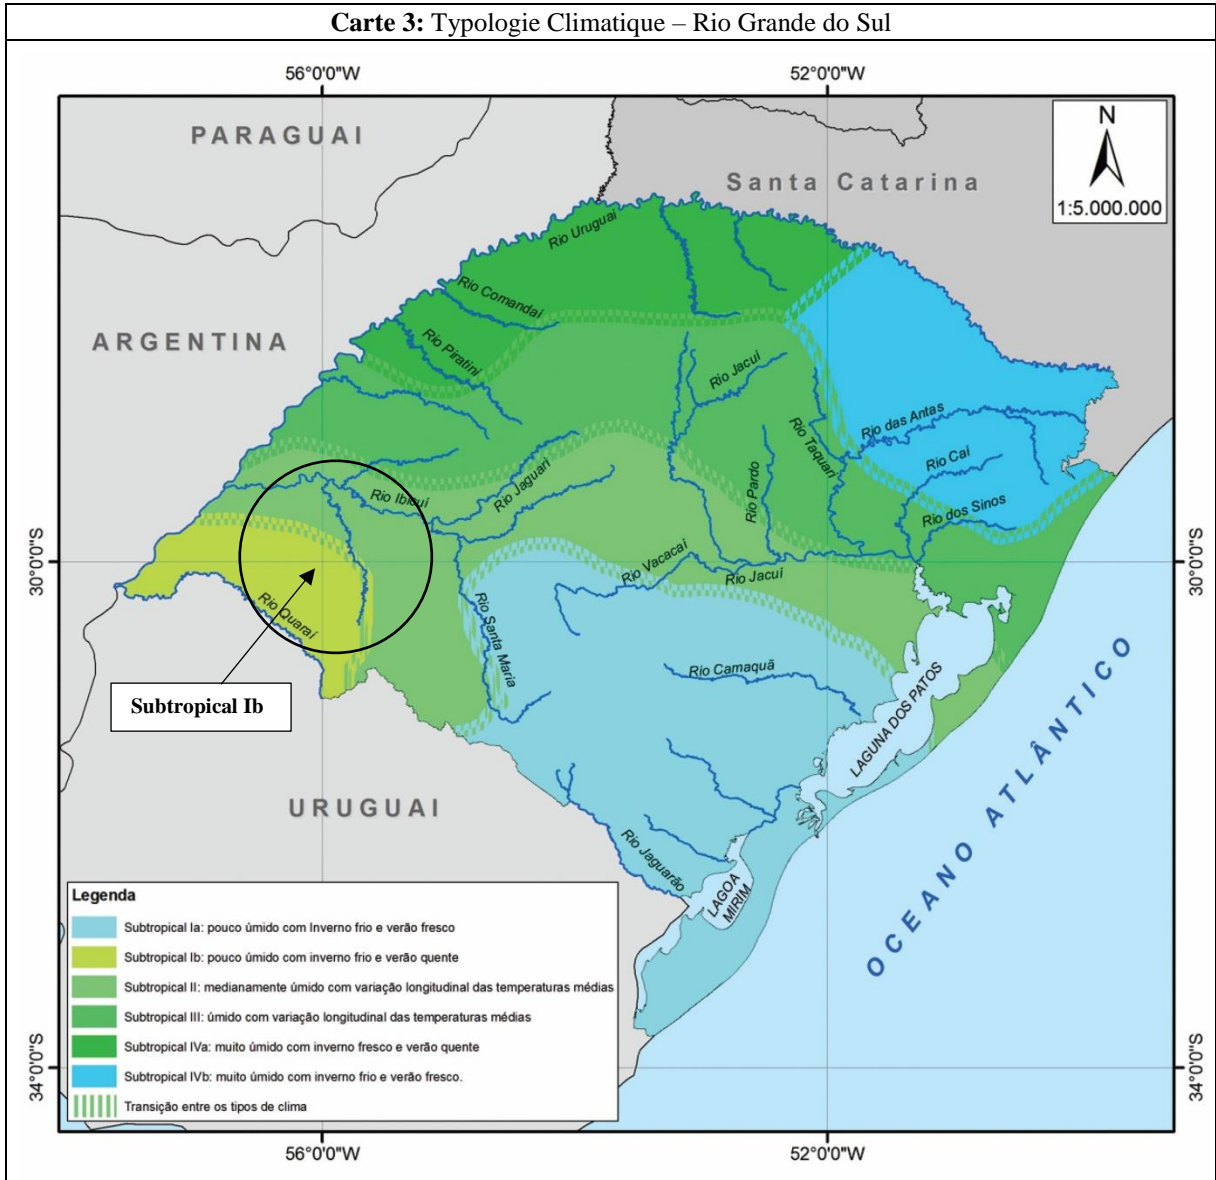 Carte 3: Typologie Climatique – Rio Grande do Sul
56°0'0"W
52°0'0"W
PARAGUAI
N
1:5.000.000
Santa Catarina
Rio Uruguai
Rio Comandai
ARGENTINA
Rio Piratini
Rio Jacuí
Rio das Antas
Rio Taquari
Rio Caí
Rio Jaguari
Rio Ibicuí
Rio Pardo
Rio dos Sinos
30°0'0"S
30°0'0"S
Rio Vacacaí
Rio Jacuí
Rio Quaraí
Rio Santa Maria
Rio Camaquã
Subtropical Ib
LAGUNA DOS PATOS
OCEANO ATLÂNTICO
URUGUAI
Rio Jaguarão
LAGOA
MIRIM
Legenda
Subtropical Ia: pouco úmido com Inverno frio e verão fresco
Subtropical Ib: pouco úmido com inverno frio e verão quente
Subtropical II: medianamente úmido com variação longitudinal das temperaturas médias
Subtropical III: úmido com variação longitudinal das temperaturas médias
Subtropical IVa: muito úmido com inverno fresco e verão quente
Subtropical IVb: muito úmido com inverno frio e verão fresco.
Transição entre os tipos de clima
34°0'0"S
34°0'0"S
56°0'0"W
52°0'0"W